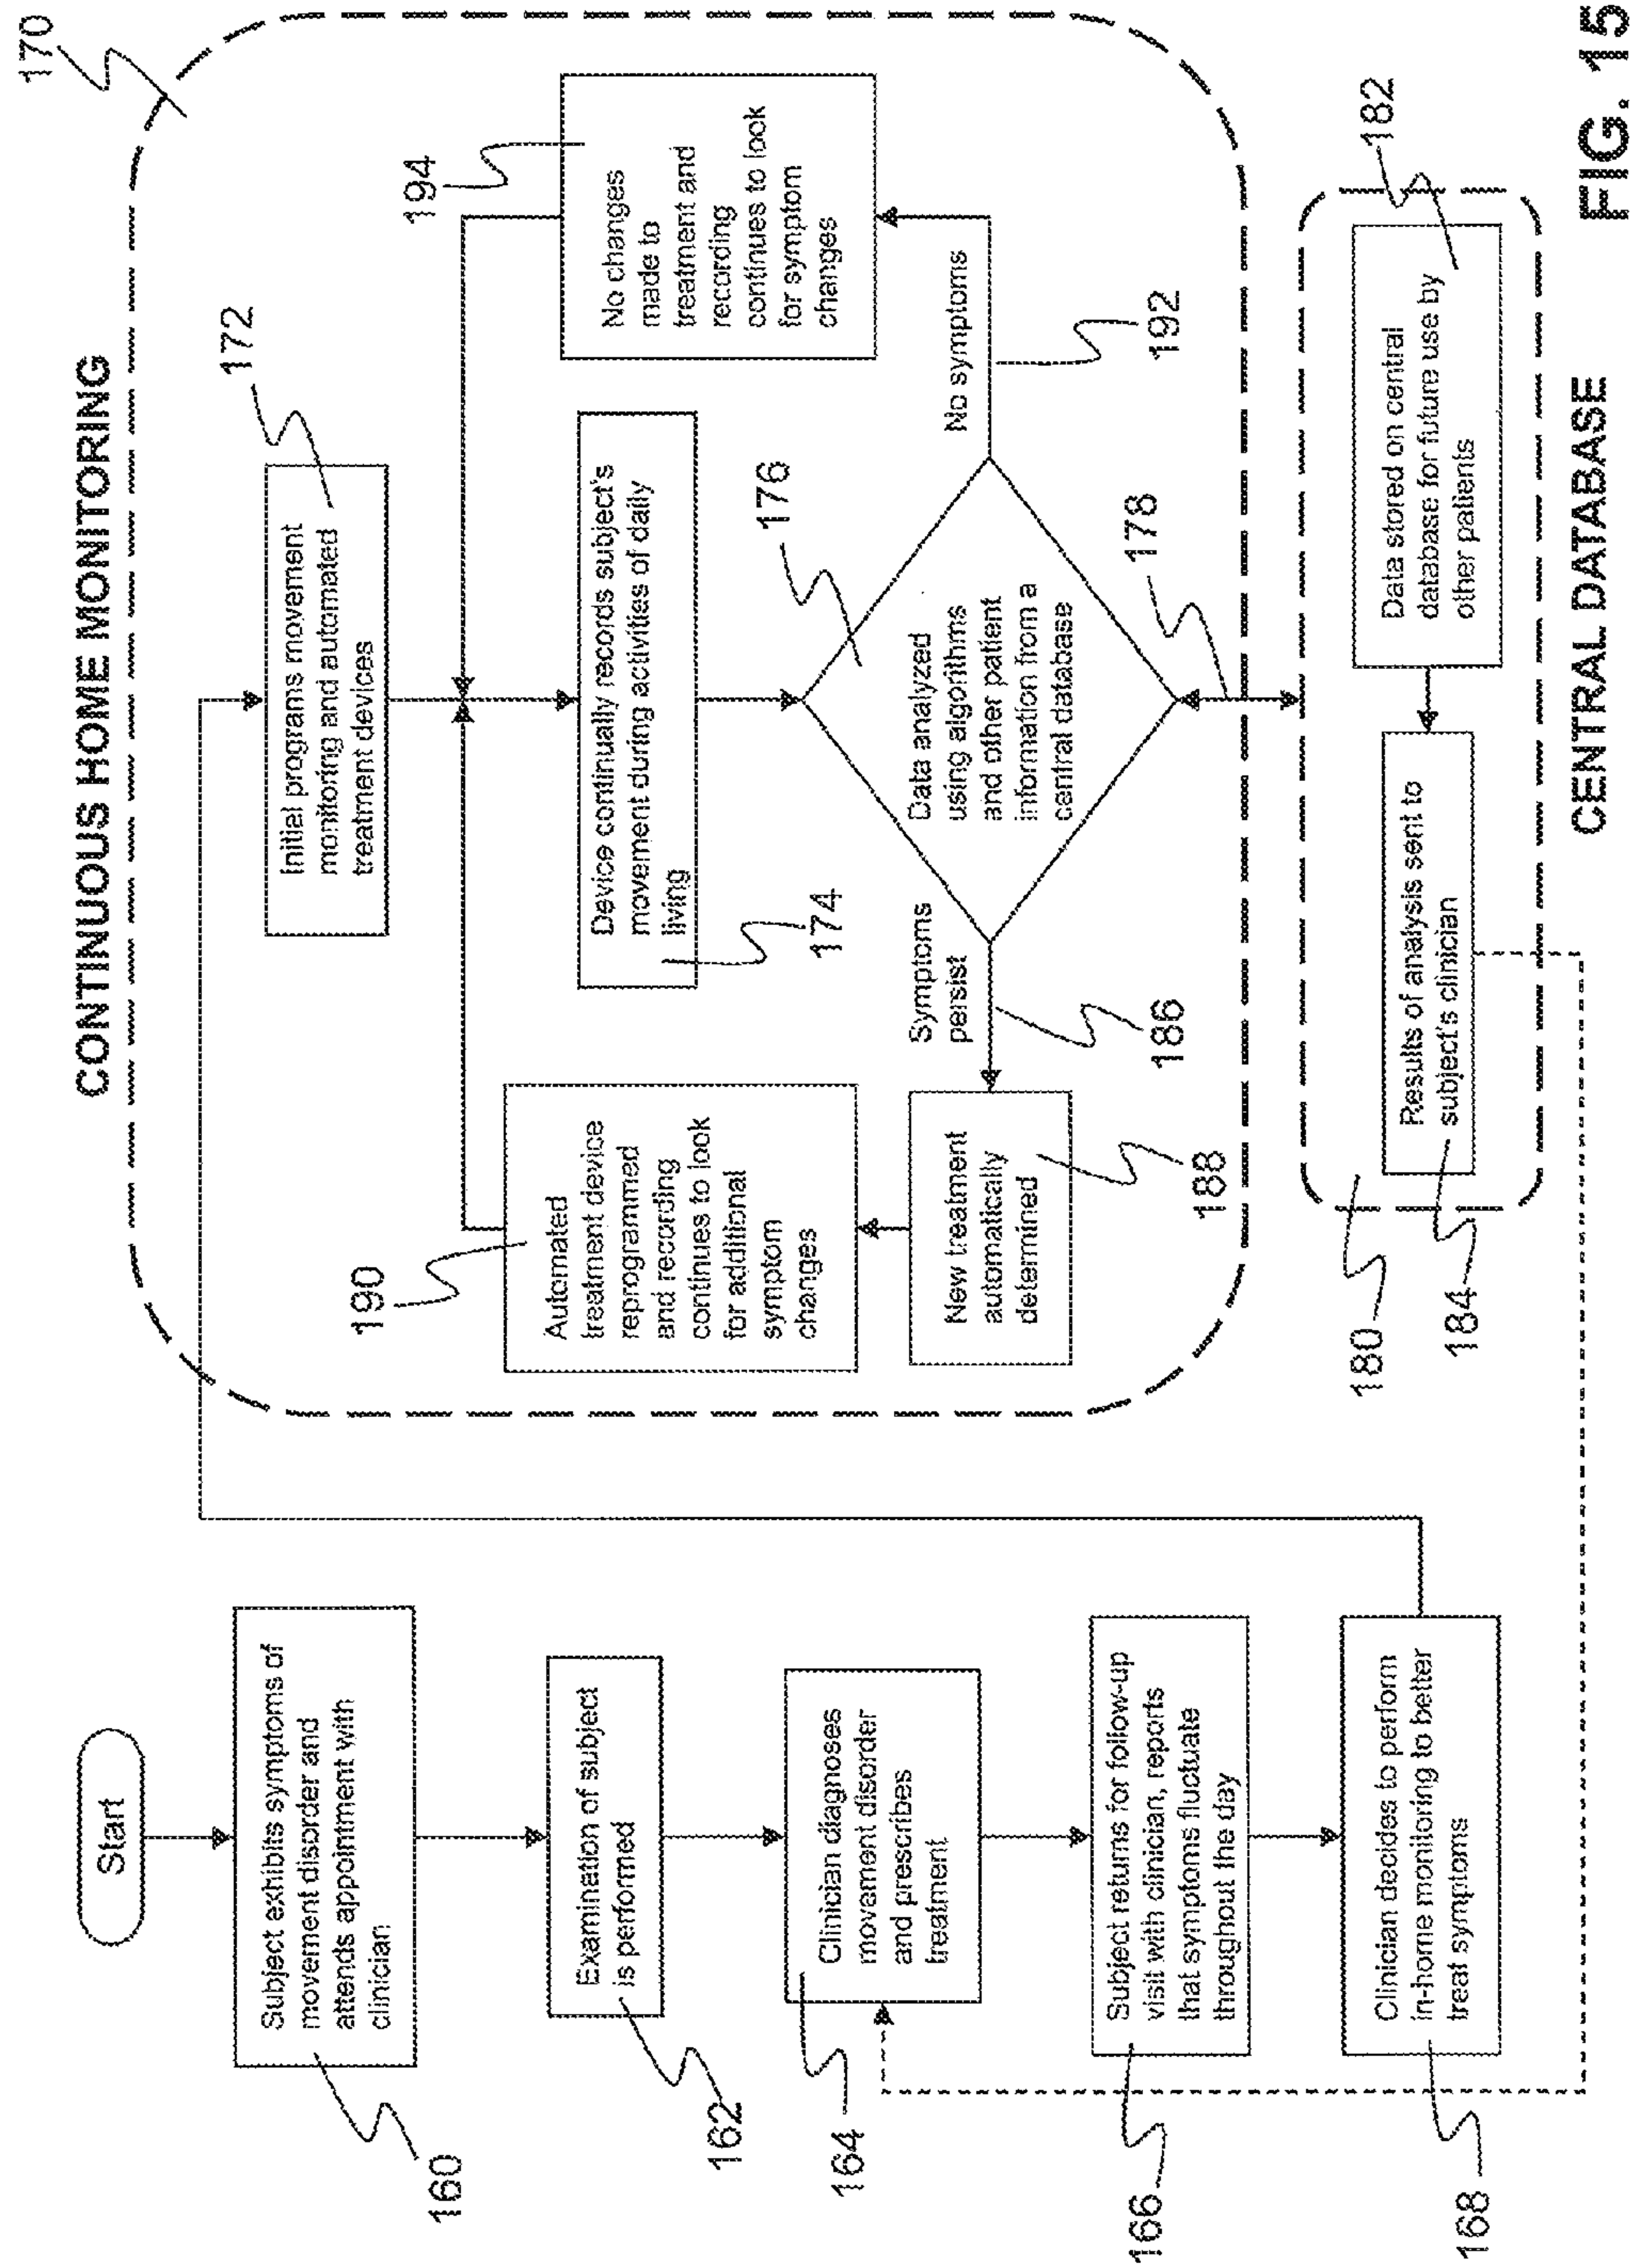 Start
Subject exhibits symptoms of
movement disorder and
attends appointment with
clinician
160
Examination of subject
is performed
162
Clinician diagnoses
movement disorder
and prescribes
treatment
164
Subject returns for follow-up
visit with clinician, reports
that symptoms fluctuate
throughout the day
166
Clinician decides to perform
in-home monitoring to better
treat symptoms
168
CONTINUOUS HOME MONITORING
170
Initial programs movement
monitoring and automated
treatment devices
172
Device continually records subject's
movement during activities of daily
living
174
Data analyzed
using algorithms
and other patient
information from a
central database
176
178
Symptoms
persist
186
New treatment
automatically
determined
188
Automated
treatment device
reprogrammed
and recording
continues to look
for additional
symptom
changes
190
No symptoms
192
No changes
made to
treatment and
recording
continues to look
for symptom
changes
194
180
Results of analysis sent to
subject's clinician
184
Data stored on central
database for future use by
other patients
182
CENTRAL DATABASE
FIG. 15